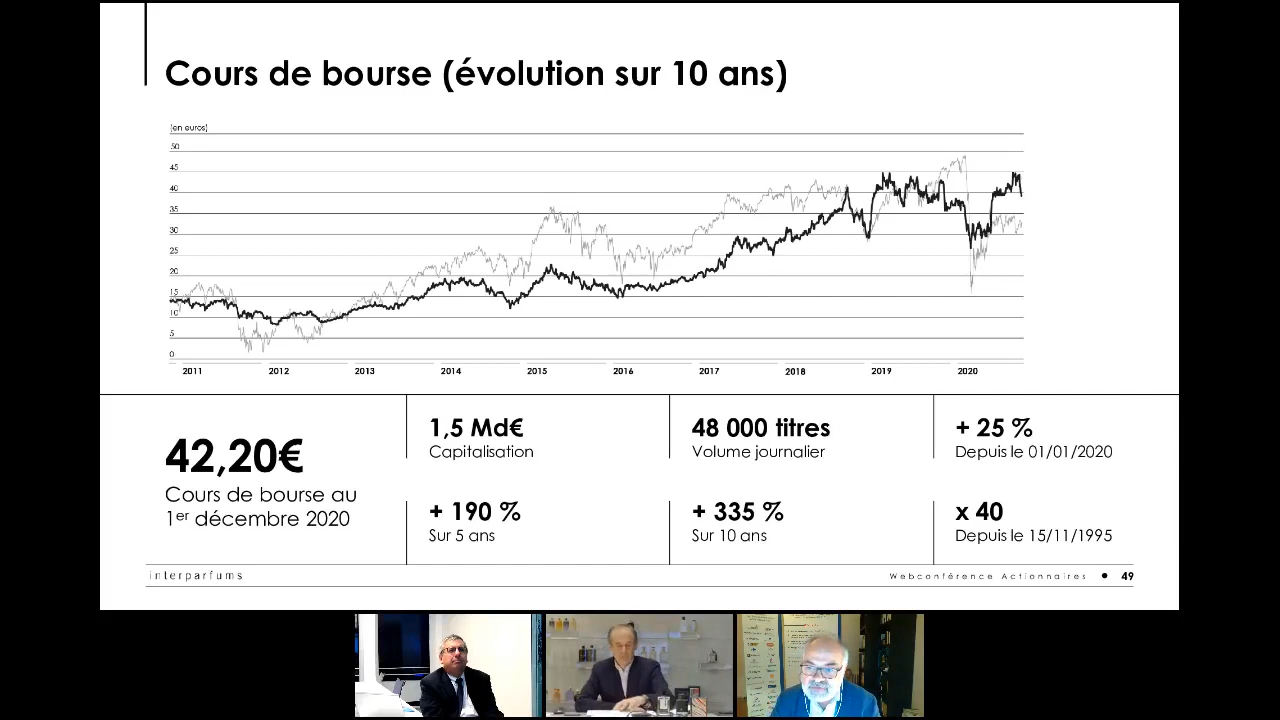 Cours de bourse (évolution sur 10 ans)
(en euros)
50
45
40
35
30
25
20
15
10
5
0
2011 2012 2013 2014 2015 2016 2017 2018 2019 2020
42,20€
Cours de bourse au
1er décembre 2020
1,5 Md€
Capitalisation
48 000 titres
Volume journalier
+ 25 %
Depuis le 01/01/2020
+ 190 %
Sur 5 ans
+ 335 %
Sur 10 ans
x 40
Depuis le 15/11/1995
interparfums
Webconférence Actionnaires • 49